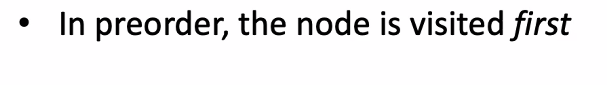 • In preorder, the node is visited first